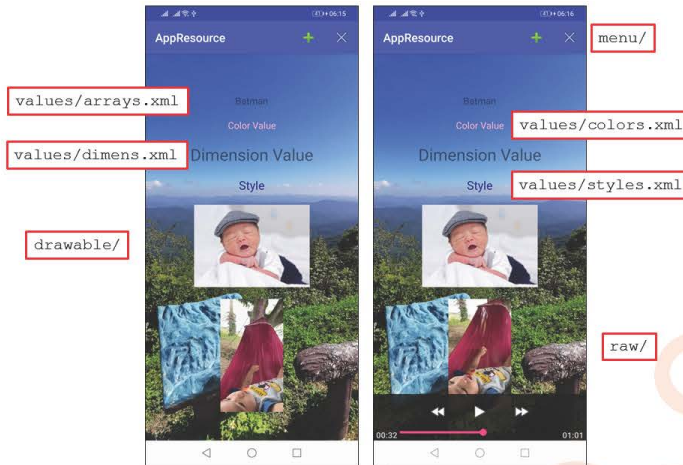 06:15
06:16
AppResource
AppResource
menu/
values/arrays.xml
Batman
Batman
Color Value
Color Value
values/colors.xml
values/dimens.xml
Dimension Value
Dimension Value
Style
Style
values/styles.xml
drawable/
raw/
00:32
01:01